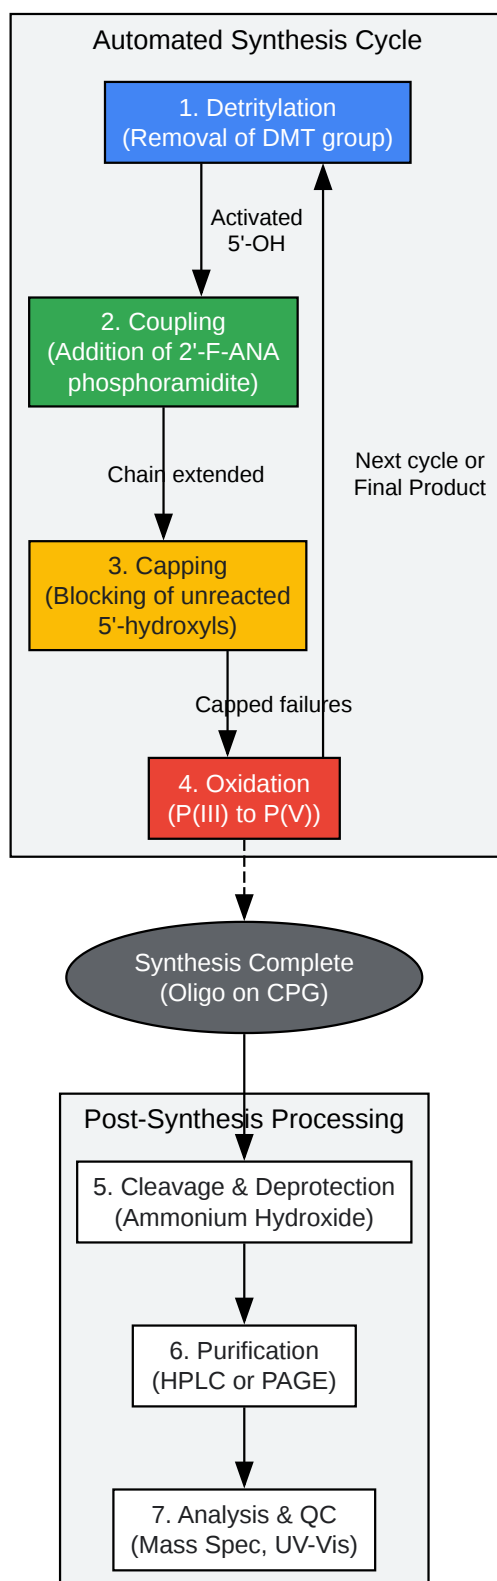 Automated Synthesis Cycle
1. Detritylation
(Removal of DMT group)
Activated
5'-OH
2. Coupling
(Addition of 2'-F-ANA
phosphoramidite)
Chain extended
Next cycle or
Final Product
3. Capping
(Blocking of unreacted
5'-hydroxyls)
Capped failures
4. Oxidation
(P(III) to P(V))
Synthesis Complete
(Oligo on CPG)
Post-Synthesis Processing
5. Cleavage & Deprotection
(Ammonium Hydroxide)
6. Purification
(HPLC or PAGE)
7. Analysis & QC
(Mass Spec, UV-Vis)